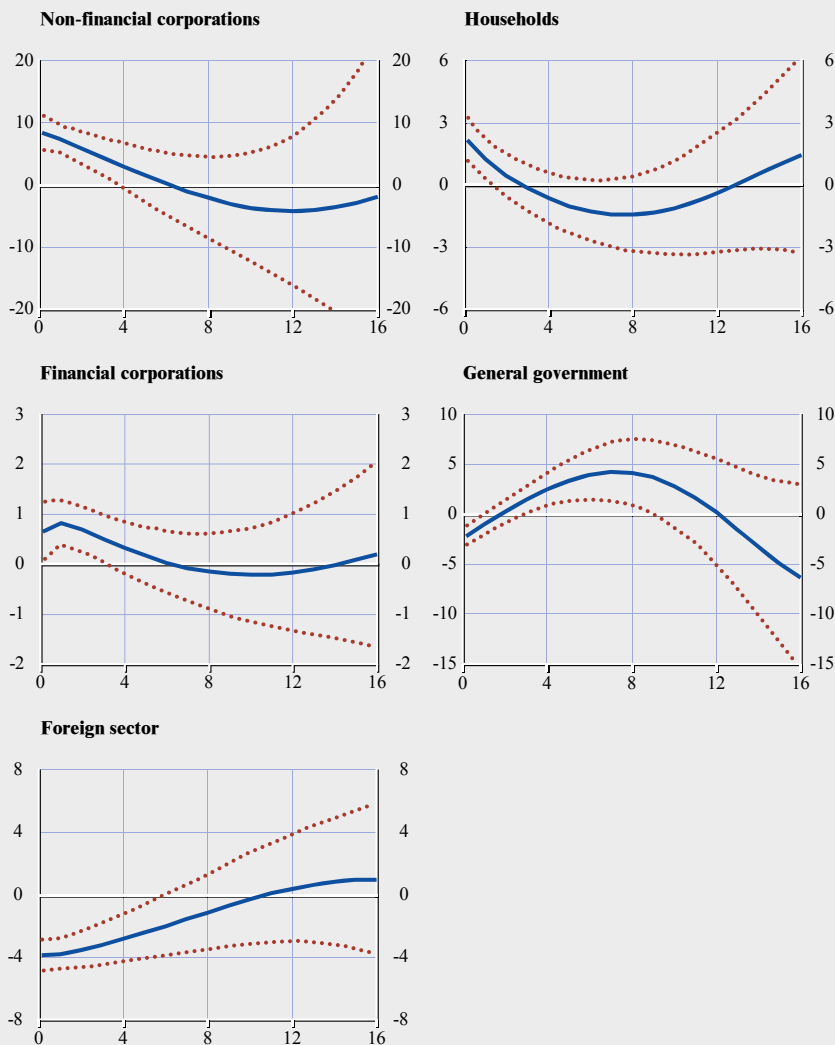 Non-financial corporations
20 20
10 10
0 0
-10 -10
-20 -20
0 4 8 12 16
Households
6 6
3 3
0 0
-3 -3
-6 -6
0 4 8 12 16
Financial corporations
3 3
2 2
1 1
0 0
-1 -1
-2 -2
0 4 8 12 16
General government
10 10
5 5
0 0
-5 -5
-10 -10
-15 -15
0 4 8 12 16
Foreign sector
8 8
4 4
0 0
-4 -4
-8 -8
0 4 8 12 16